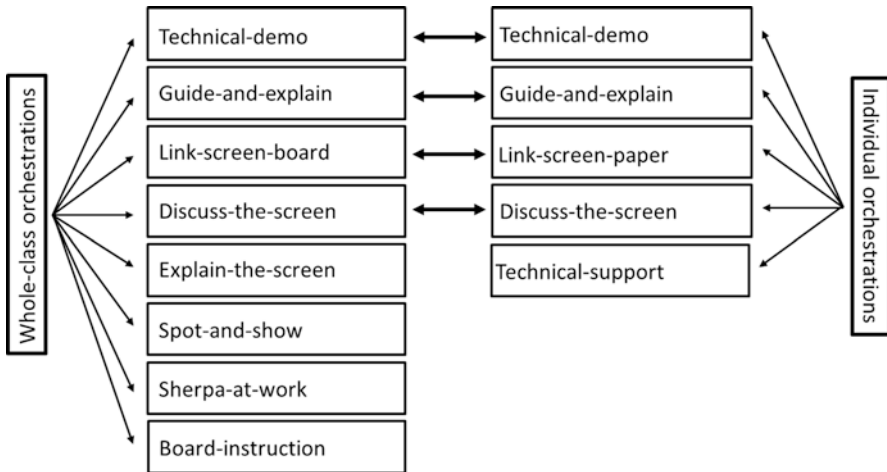 Whole-class orchestrations
Technical-demo
Guide-and-explain
Link-screen-board
Discuss-the-screen
Explain-the-screen
Spot-and-show
Sherpa-at-work
Board-instruction
Technical-demo
Guide-and-explain
Link-screen-paper
Discuss-the-screen
Technical-support
Individual orchestrations